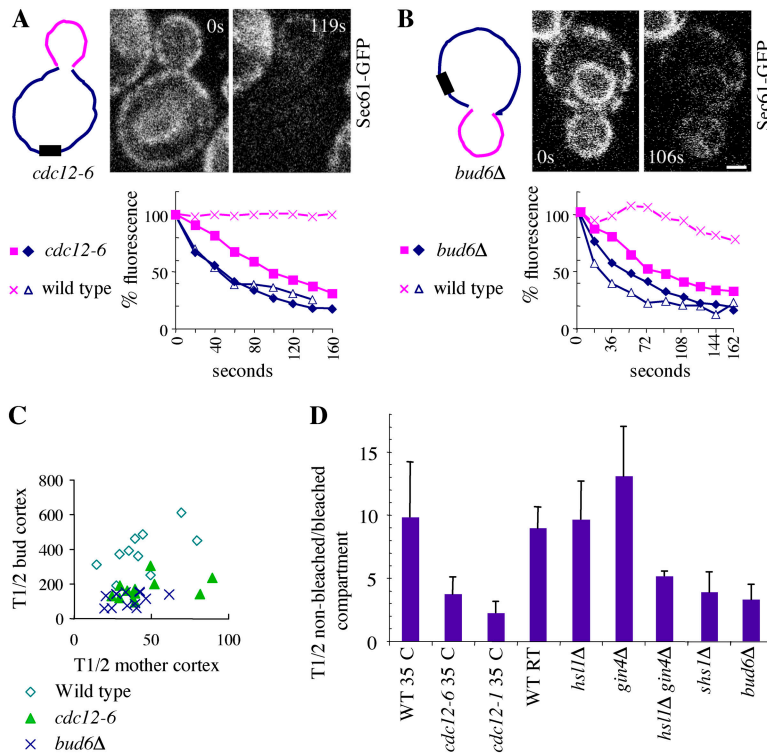 A
0s
119s
Sec61-GFP
cdc12-6
% fluorescence
100
50
0
0
40
80
120
160
seconds
cdc12-6
wild type
B
0s
106s
Sec61-GFP
bud6Δ
% fluorescence
100
50
0
0
36
72
108
144
162
seconds
bud6Δ
wild type
C
T1/2 bud cortex
800
600
400
200
0
0
50
100
T1/2 mother cortex
Wild type
cdc12-6
bud6Δ
D
T1/2 non-bleached/bleached
compartment
15
10
5
0
WT 35 C
cdc12-6 35 C
cdc12-1 35 C
WT RT
hsl1Δ
gin4Δ
hsl1Δ gin4Δ
shs1Δ
bud6Δ